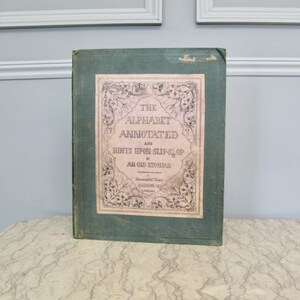 THE
ALPHABET
ANNOTATED
AND
HINTS UPON SLIP-SLOP
BY
AN OLD ETONIAN